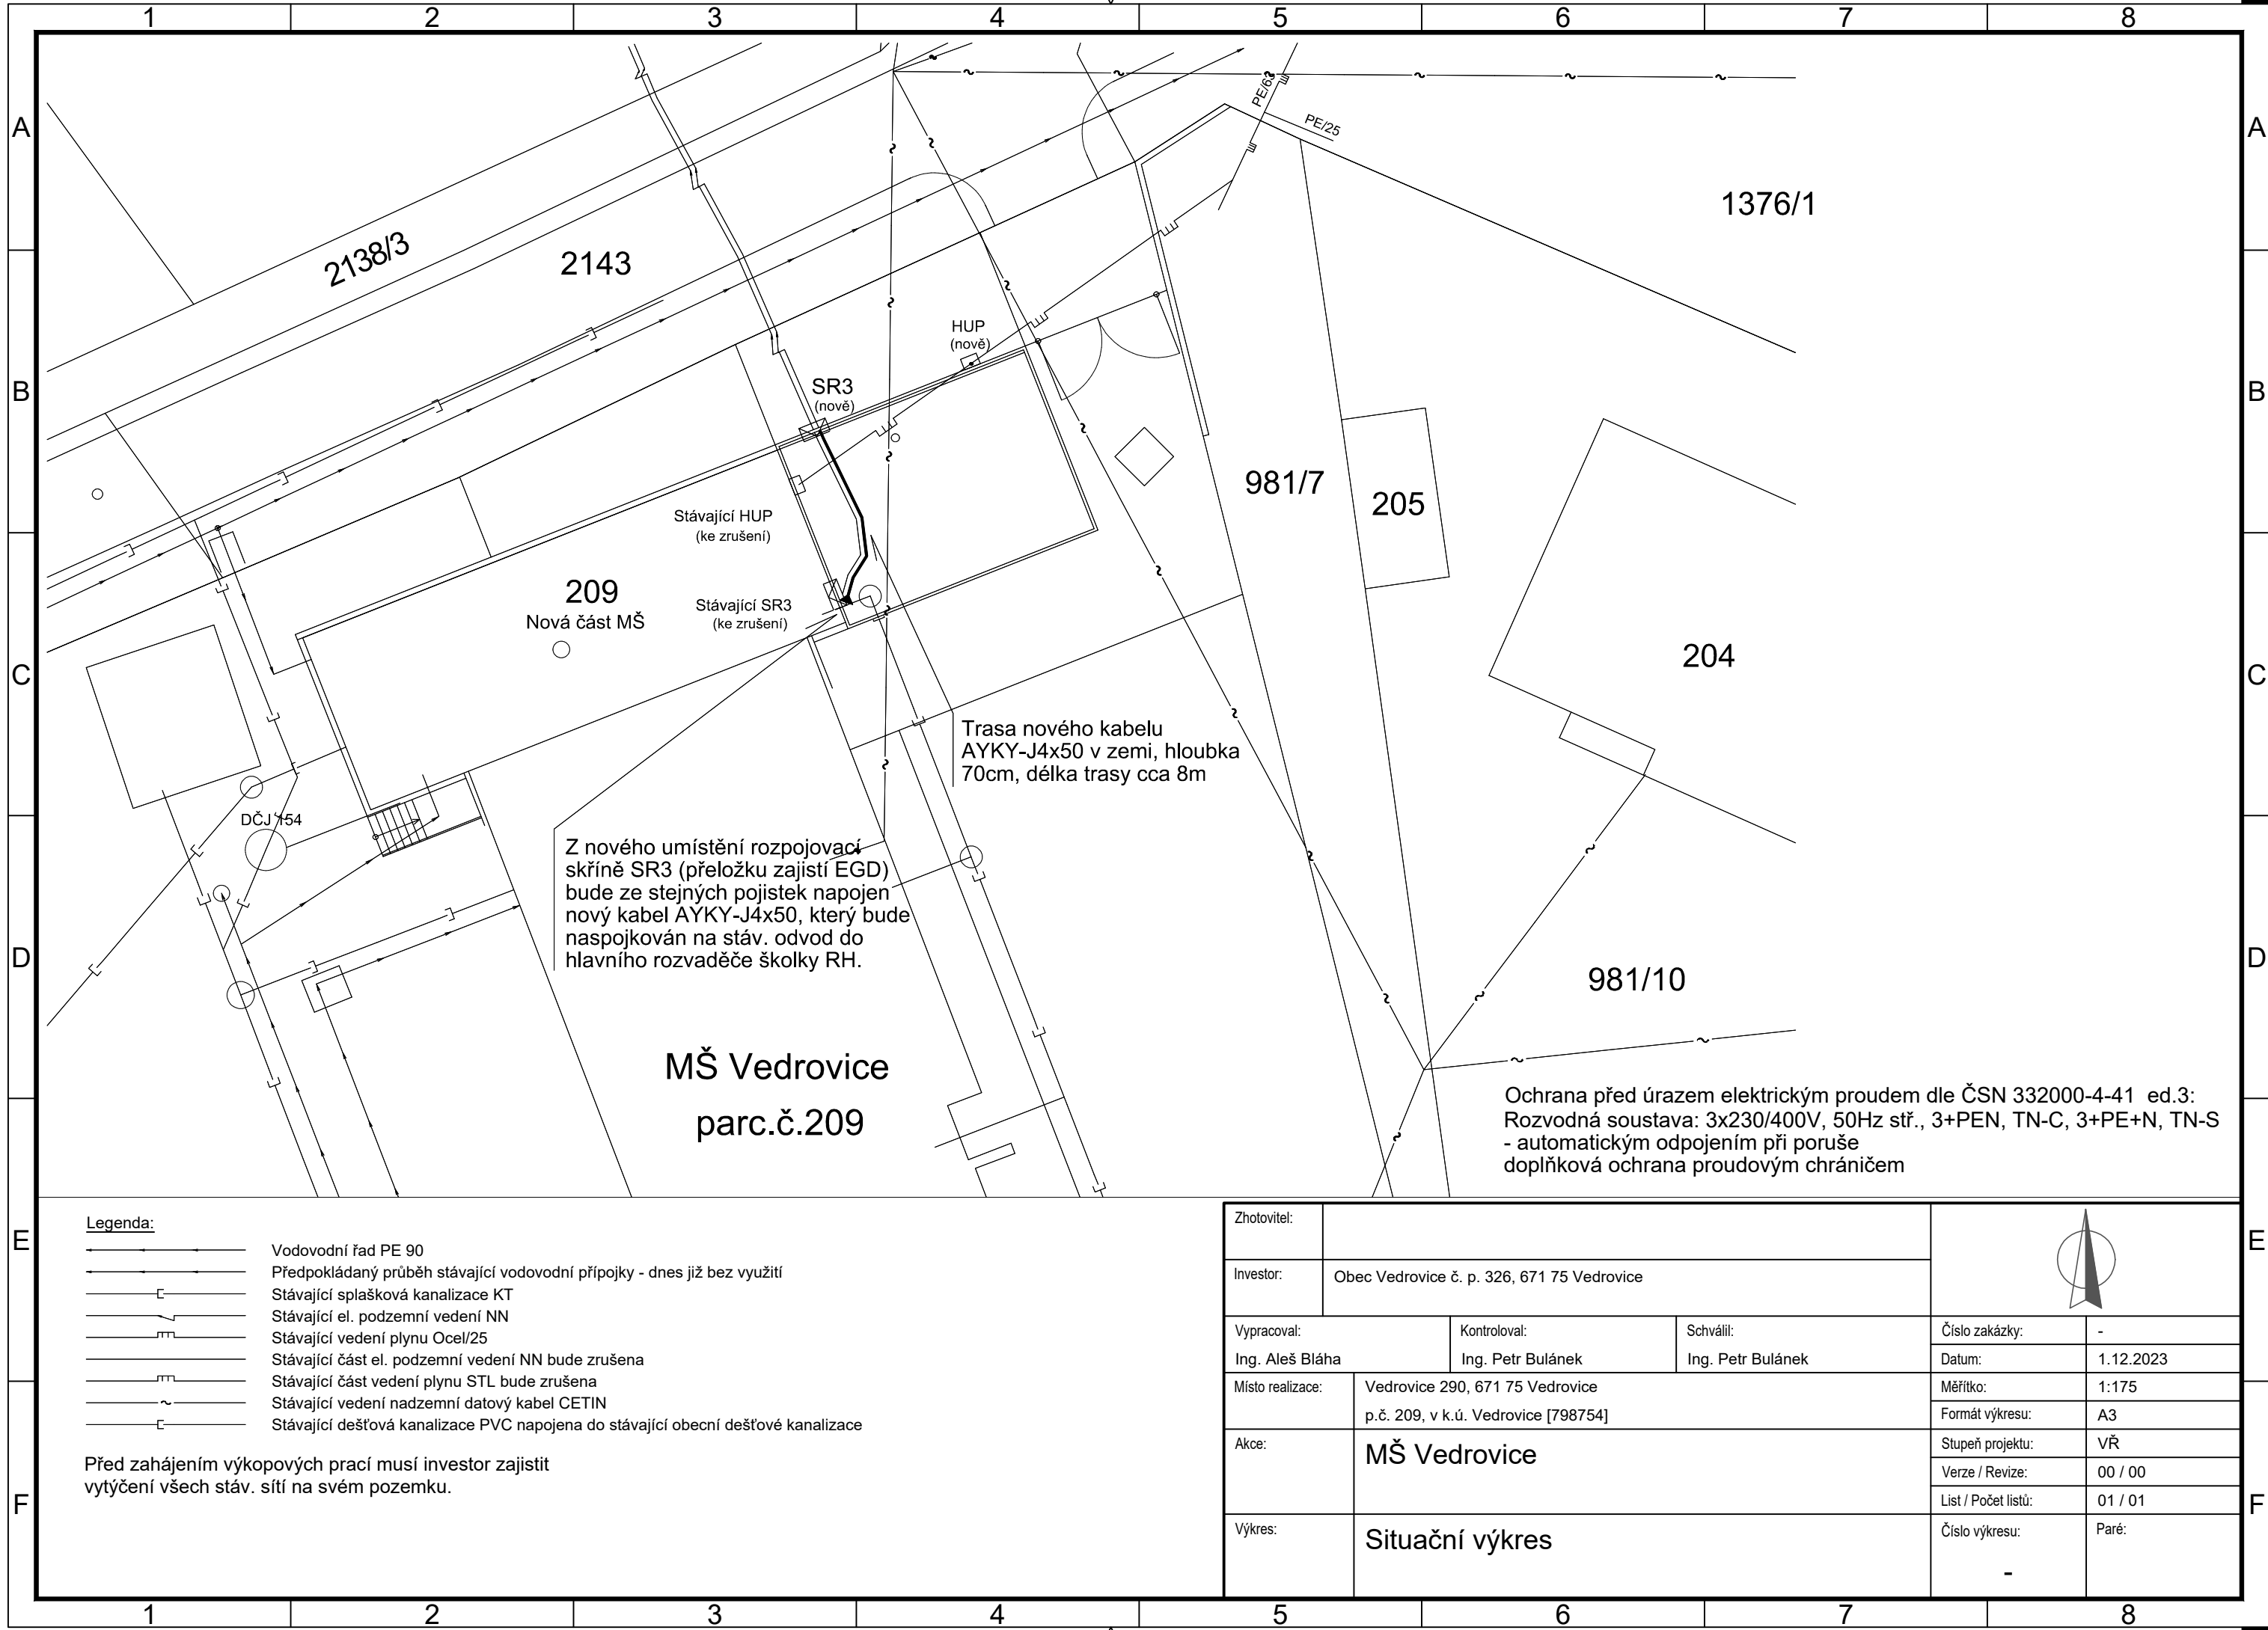 1 2 3 4 5 6 7 8
A A
B B
C C
D D
E E
F F
PE/63
PE/25
1376/1
2138/3
2143
HUP
(nově)
SR3
(nově)
981/7
205
Stávající HUP
(ke zrušení)
209
Nová část MŠ
Stávající SR3
(ke zrušení)
204
Trasa nového kabelu
AYKY-J4x50 v zemi, hloubka
70cm, délka trasy cca 8m
DČJ 154
Z nového umístění rozpojovací
skříně SR3 (přeložku zajistí EGD)
bude ze stejných pojistek napojen
nový kabel AYKY-J4x50, který bude
naspojkován na stáv. odvod do
hlavního rozvaděče školky RH.
981/10
MŠ Vedrovice
parc.č.209
Ochrana před úrazem elektrickým proudem dle ČSN 332000-4-41 ed.3:
Rozvodná soustava: 3x230/400V, 50Hz stř., 3+PEN, TN-C, 3+PE+N, TN-S
- automatickým odpojením při poruše
doplňková ochrana proudovým chráničem
Legenda:
Vodovodní řad PE 90
Předpokládaný průběh stávající vodovodní přípojky - dnes již bez využití
Stávající splašková kanalizace KT
Stávající el. podzemní vedení NN
Stávající vedení plynu Ocel/25
Stávající část el. podzemní vedení NN bude zrušena
Stávající část vedení plynu STL bude zrušena
Stávající vedení nadzemní datový kabel CETIN
Stávající dešťová kanalizace PVC napojena do stávající obecní dešťové kanalizace
Před zahájením výkopových prací musí investor zajistit
vytýčení všech stáv. sítí na svém pozemku.
Zhotovitel:
Investor: Obec Vedrovice č. p. 326, 671 75 Vedrovice
Vypracoval: Kontroloval: Schválil:
Ing. Aleš Bláha Ing. Petr Bulánek Ing. Petr Bulánek
Číslo zakázky: -
Datum: 1.12.2023
Místo realizace: Vedrovice 290, 671 75 Vedrovice
p.č. 209, v k.ú. Vedrovice [798754]
Měřítko: 1:175
Formát výkresu: A3
Akce: MŠ Vedrovice
Stupeň projektu: VŘ
Verze / Revize: 00 / 00
List / Počet listů: 01 / 01
Výkres: Situační výkres
Číslo výkresu: Paré:
-
1 2 3 4 5 6 7 8